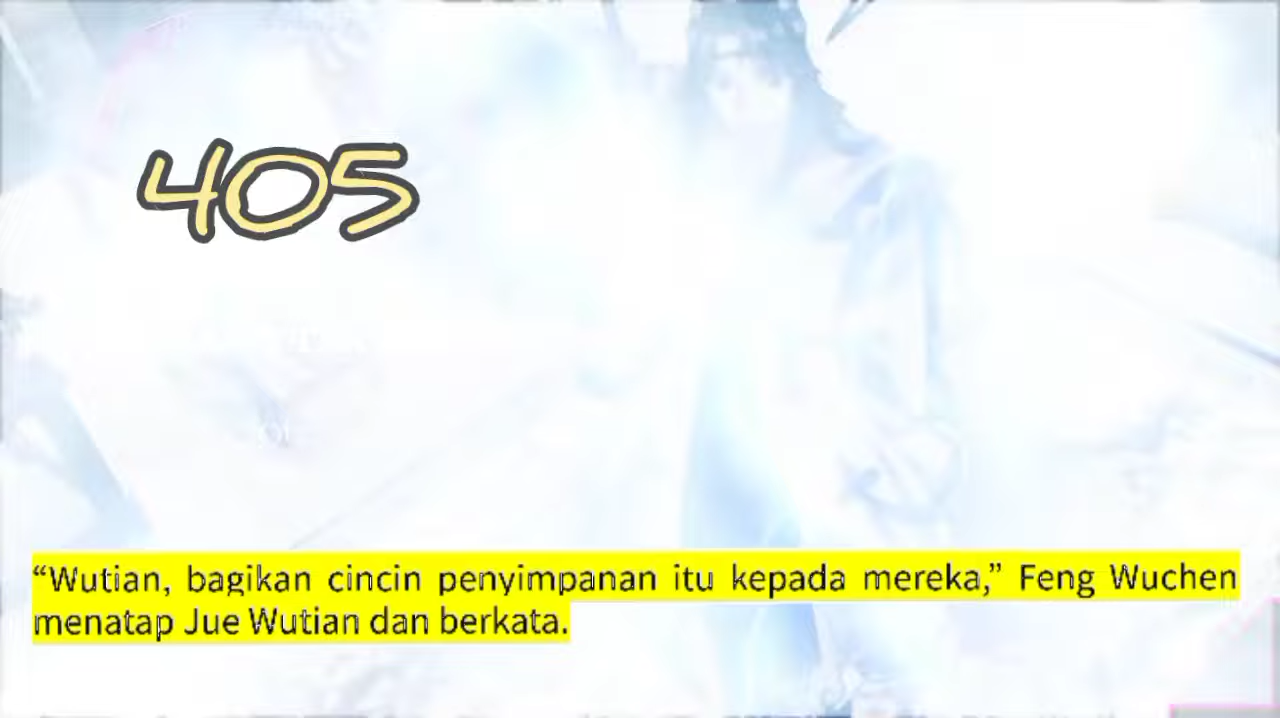 405
“Wutian, bagikan cincin penyimpanan itu kepada mereka,” Feng Wuchen
menatap Jue Wutian dan berkata.